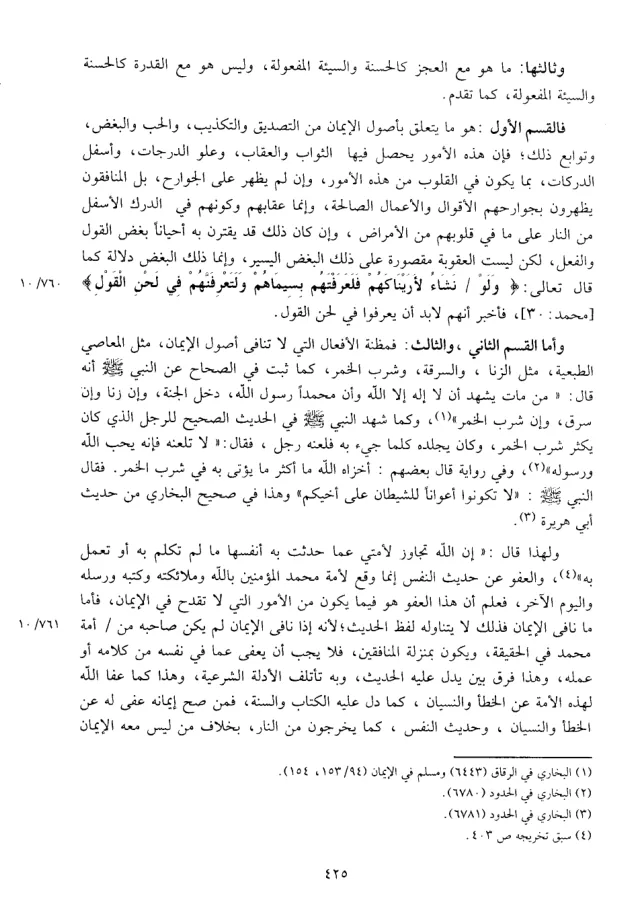 وثالثها: ما هو مع العجز كالحسنة والسيئة المفعولة، وليس هو مع القدرة كالحسنة
والسيئة المفعولة، كما تقدم.
فالقسم الأول :هو ما يتعلق بأصول الإيمان من التصديق والتكذيب، والحب والبغض،
وتوابع ذلك؛ فإن هذه الأمور يحصل فيها الثواب والعقاب، وعلو الدرجات، وأسفل
الدركات، بما يكون في القلوب من هذه الأمور، وإن لم يظهر على الجوارح، بل المنافقون
يظهرون بجوارحهم الأقوال والأعمال الصالحة، وإنما عقابهم وكونهم في الدرك الأسفل
من النار على ما في قلوبهم من الأمراض ، وإن كان ذلك قد يقترن به أحياناً بغض القول
والفعل، لكن ليست العقوبة مقصورة على ذلك البغض اليسير، وإنما ذلك البغض دلالة كما
قال تعالى: ﴿ وَلَوْ / نَشَاءُ لأَرَيْنَاكَهُمْ فَلَعَرَفْتَهُم بِسِيمَاهُمْ وَلَتَعْرِفَنَّهُمْ فِي لَحْنِ الْقَوْلِ﴾ ١٠/٧٦٠
[محمد: ٣٠]، فأخبر أنهم لابد أن يعرفوا في لحن القول.
وأما القسم الثاني ،والثالث: فمظنة الأفعال التي لا تنافى أصول الإيمان، مثل المعاصي
الطبعية، مثل الزنا ، والسرقة، وشرب الخمر، كما ثبت في الصحاح عن النبي ﷺ أنه
قال: « من مات يشهد أن لا إله إلا الله وأن محمداً رسول الله، دخل الجنة، وإن زنا وإن
سرق، وإن شرب الخمر»(١)، وكما شهد النبي ﷺ في الحديث الصحيح للرجل الذي كان
يكثر شرب الخمر، وكان يجلده كلما جيء به فلعنه رجل ، فقال:« لا تلعنه فإنه يحب الله
ورسوله»(٢)، وفي رواية قال بعضهم : أخزاه الله ما أكثر ما يؤتى به في شرب الخمر. فقال
النبي ﷺ : «لا تكونوا أعواناً للشيطان على أخيكم» وهذا في صحيح البخاري من حديث
أبي هريرة (٣).
ولهذا قال : « إن الله تجاوز لأمتي عما حدثت به أنفسها ما لم تكلم به أو تعمل
به»(٤)، والعفو عن حديث النفس إنما وقع لأمة محمد المؤمنين بالله وملائكته وكتبه ورسله
واليوم الآخر، فعلم أن هذا العفو هو فيما يكون من الأمور التي لا تقدح في الإيمان، فأما
ما نافى الإيمان فذلك لا يتناوله لفظ الحديث؛لأنه إذا نافى الإيمان لم يكن صاحبه من / أمة ١٠/٧٦١
محمد في الحقيقة، ويكون بمنزلة المنافقين، فلا يجب أن يعفى عما في نفسه من كلامه أو
عمله، وهذا فرق بين يدل عليه الحديث، وبه تأتلف الأدلة الشرعية، وهذا كما عفا الله
لهذه الأمة عن الخطأ والنسيان ، كما دل عليه الكتاب والسنة، فمن صح إيمانه عفى له عن
الخطأ والنسيان ، وحديث النفس ، كما يخرجون من النار، بخلاف من ليس معه الإيمان
(١) البخاري في الرقاق (٦٤٤٣) ومسلم في الإيمان (١٥٣/٩٤، ١٥٤).
(٢) البخاري في الحدود (٦٧٨٠).
(٣) البخاري في الحدود (٦٧٨١).
(٤) سبق تخريجه ص ٤٠٣.
٤٢٥